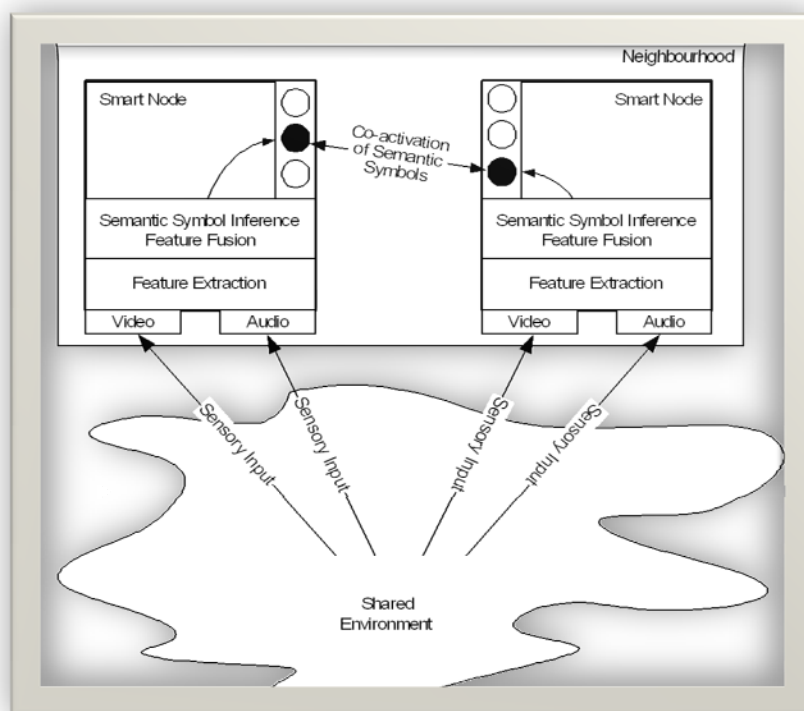 Neighbourhood
Smart Node
Smart Node
Co-activation
of Semantic
Symbols
Semantic Symbol Inference
Feature Fusion
Semantic Symbol Inference
Feature Fusion
Feature Extraction
Feature Extraction
Video
Audio
Video
Audio
Sensory Input
Sensory Input
Sensory Input
Sensory Input
Shared
Environment